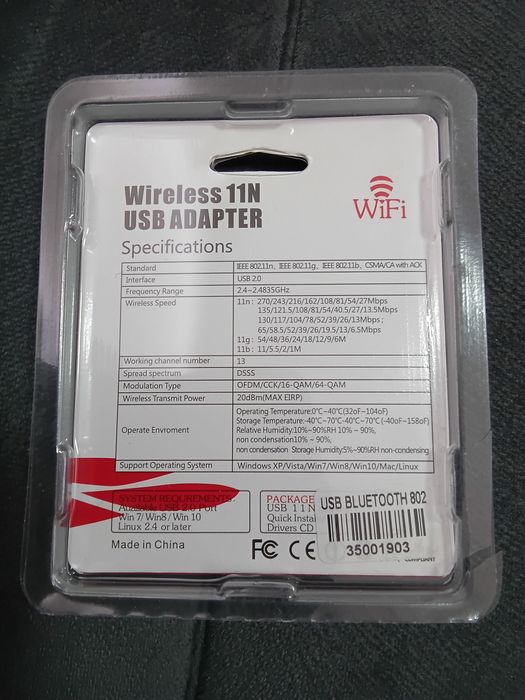 Wireless 11N
USB ADAPTER
WiFi
Specifications
Standard IEEE 802.11n、IEEE 802.11g、IEEE 802.11b、CSMA/CA with ACK
Interface USB 2.0
Frequency Range 2.4~2.4835GHz
Wireless Speed 11n : 270/243/216/162/108/81/54/27Mbps
135/121.5/108/81/54/40.5/27/13.5Mbps
130/117/104/78/52/39/26/13Mbps ;
65/58.5/52/39/26/19.5/13/6.5Mbps
11g : 54/48/36/24/18/12/9/6M
11b : 11/5.5/2/1M
Working channel number 13
Spread spectrum DSSS
Modulation Type OFDM/CCK/16-QAM/64-QAM
Wireless Transmit Power 20dBm(MAX EIRP)
Operate Enviroment Operating Temperature:0℃~40℃(32oF~104oF)
Storage Temperature:-40℃~70℃-40℃~70℃ (-40oF~158oF)
Relative Humidity:10%~90%RH 10% ~ 90%,
non condensation10% ~ 90%,
non condensation Storage Humidity:5%~90%RH non-condensing
Support Operating System Windows XP/Vista/Win7/Win8/Win10/Mac/Linux
SYSTEM REQUIREMENTS:
Available USB 2.0 Port
Win 7/ Win8 / Win 10
Linux 2.4 or later
PACKAGE
USB 11N
Quick Instal
Drivers CD
USB BLUETOOTH 802
35001903
Made in China
FC CE
COMPLIANT